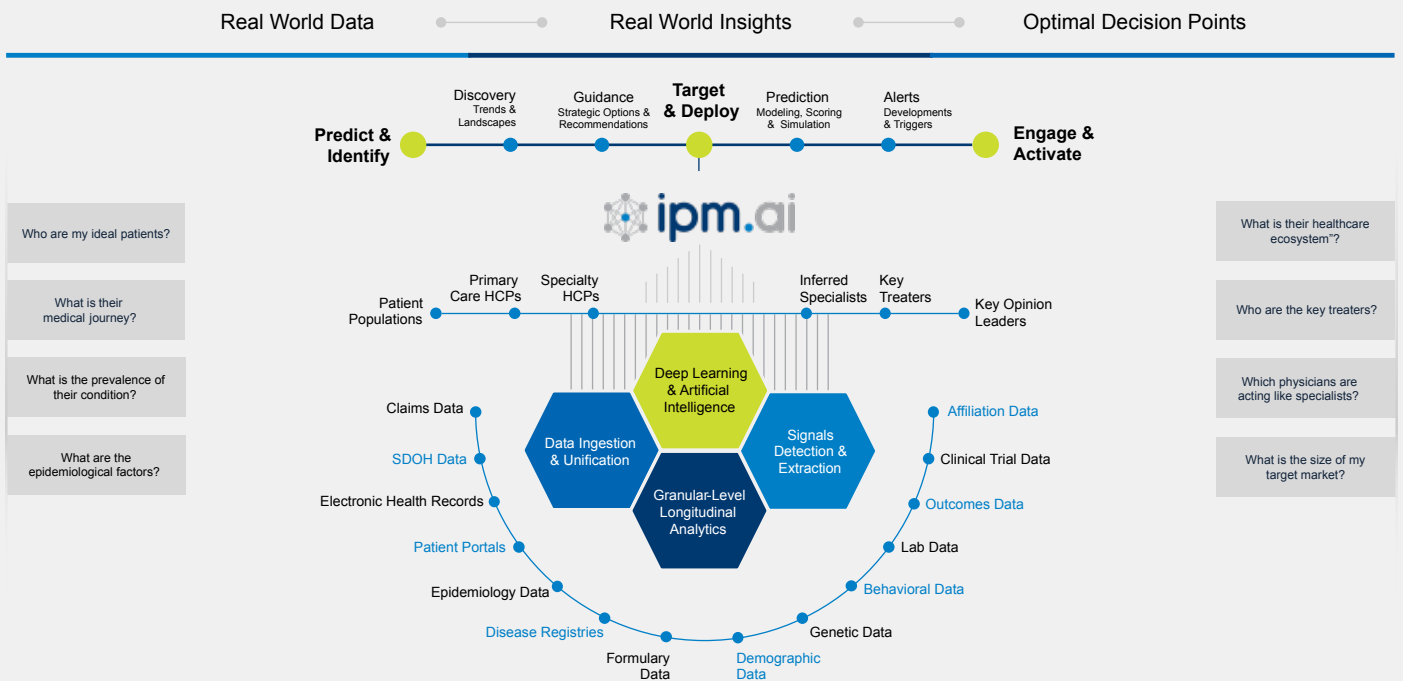 Real World Data
Real World Insights
Optimal Decision Points
Predict &
Identify
Discovery
Trends &
Landscapes
Guidance
Strategic Options &
Recommendations
Target
& Deploy
Prediction
Modeling, Scoring
& Simulation
Alerts
Developments
& Triggers
Engage &
Activate
ipm.ai
Who are my ideal patients?
What is their
medical journey?
What is the prevalence of
their condition?
What are the
epidemiological factors?
What is their healthcare
ecosystem”?
Who are the key treaters?
Which physicians are
acting like specialists?
What is the size of my
target market?
Patient
Populations
Primary
Care HCPs
Specialty
HCPs
Inferred
Specialists
Key
Treaters
Key Opinion
Leaders
Deep Learning
& Artificial
Intelligence
Data Ingestion
& Unification
Signals
Detection &
Extraction
Granular-Level
Longitudinal
Analytics
Claims Data
SDOH Data
Electronic Health Records
Patient Portals
Epidemiology Data
Disease Registries
Formulary
Data
Demographic
Data
Genetic Data
Behavioral Data
Lab Data
Outcomes Data
Clinical Trial Data
Affiliation Data